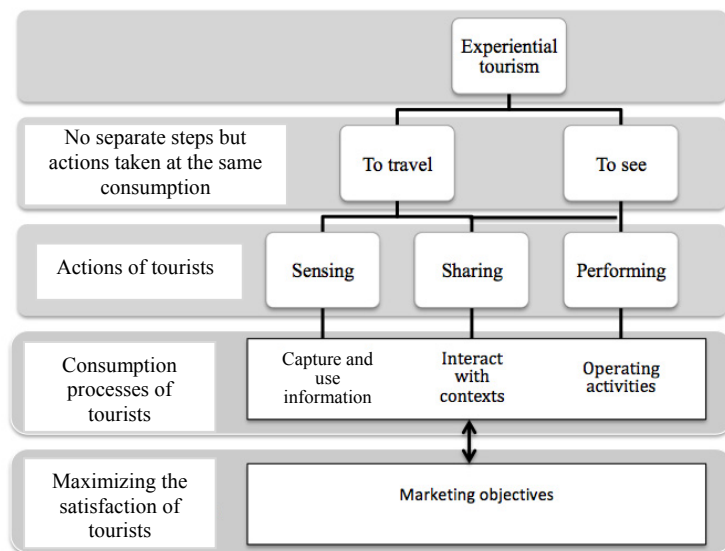 Experiential
tourism
No separate steps but
actions taken at the same
consumption
To travel
To see
Actions of tourists
Sensing
Sharing
Performing
Consumption
processes of
tourists
Capture and
use
information
Interact
with
contexts
Operating
activities
Maximizing the
satisfaction of
tourists
Marketing objectives